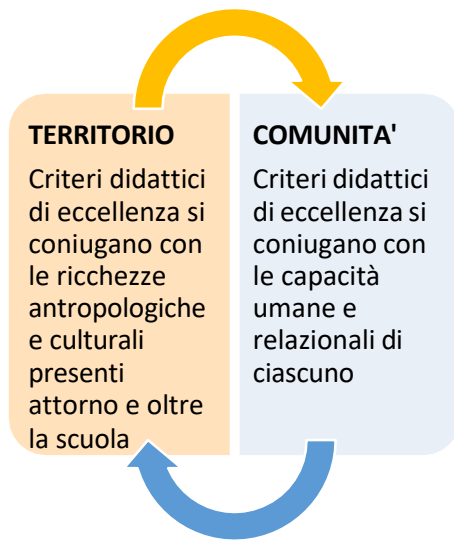 TERRITORIO
Criteri didattici
di eccellenza si
coniugano con
le ricchezze
antropologiche
e culturali
presenti
attorno e oltre
la scuola
COMUNITA'
Criteri didattici
di eccellenza si
coniugano con
le capacità
umane e
relazionali di
ciascuno